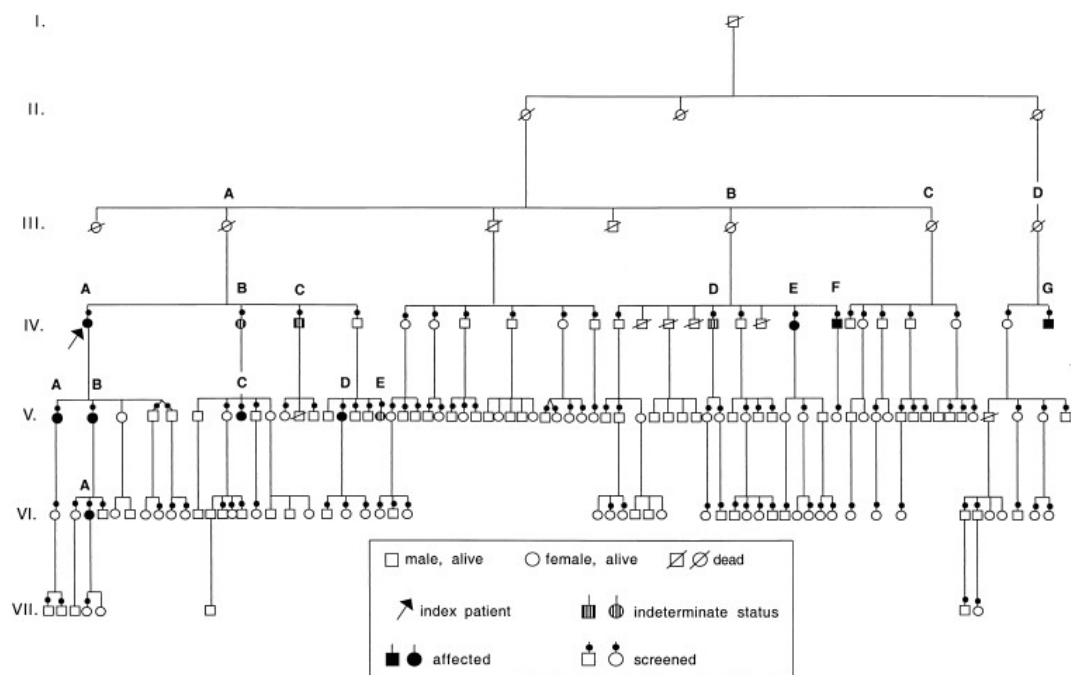 I.
II.
A B C D
III.
A B C D E F G
IV.
A B C D E
V.
A
VI.
□ male, alive ○ female, alive dead
VII.
index patient indeterminate status
affected screened